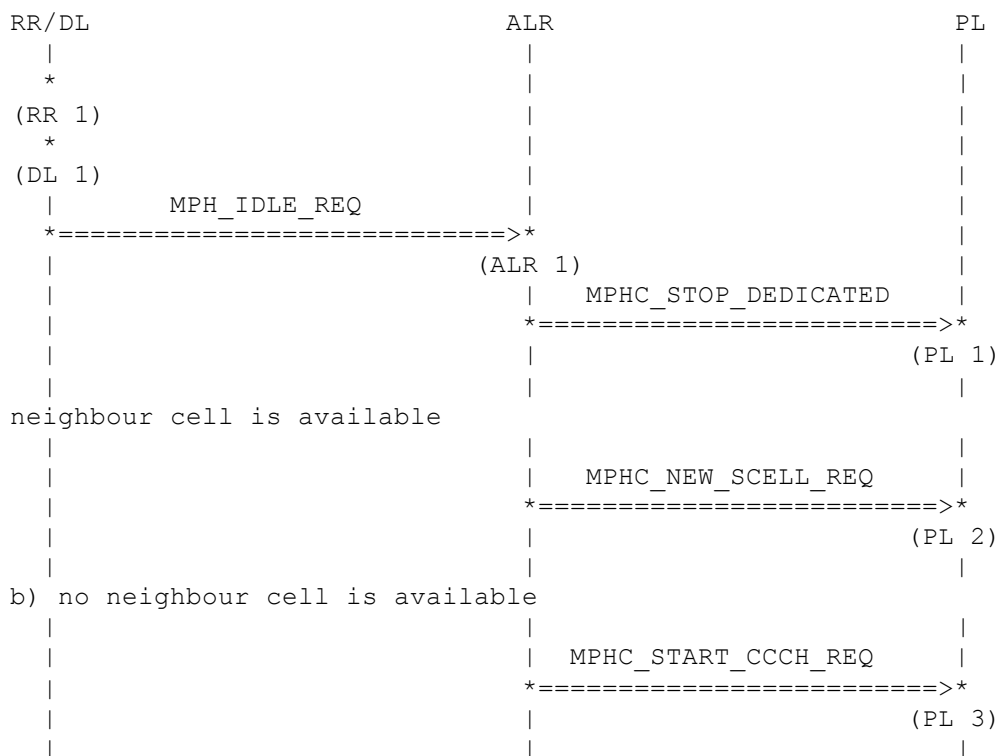 RR/DL ALR PL
| | |
* | |
(RR 1) | |
* | |
(DL 1) | |
| MPH_IDLE_REQ | |
*============================>* |
| (ALR 1) |
| | MPHC_STOP_DEDICATED |
| *=========================>*
| | (PL 1)
| | |
neighbour cell is available
| | |
| | MPHC_NEW_SCELL_REQ |
| *=========================>*
| | (PL 2)
| | |
b) no neighbour cell is available
| | |
| | MPHC_START_CCCH_REQ |
| *=========================>*
| | (PL 3)
| | |